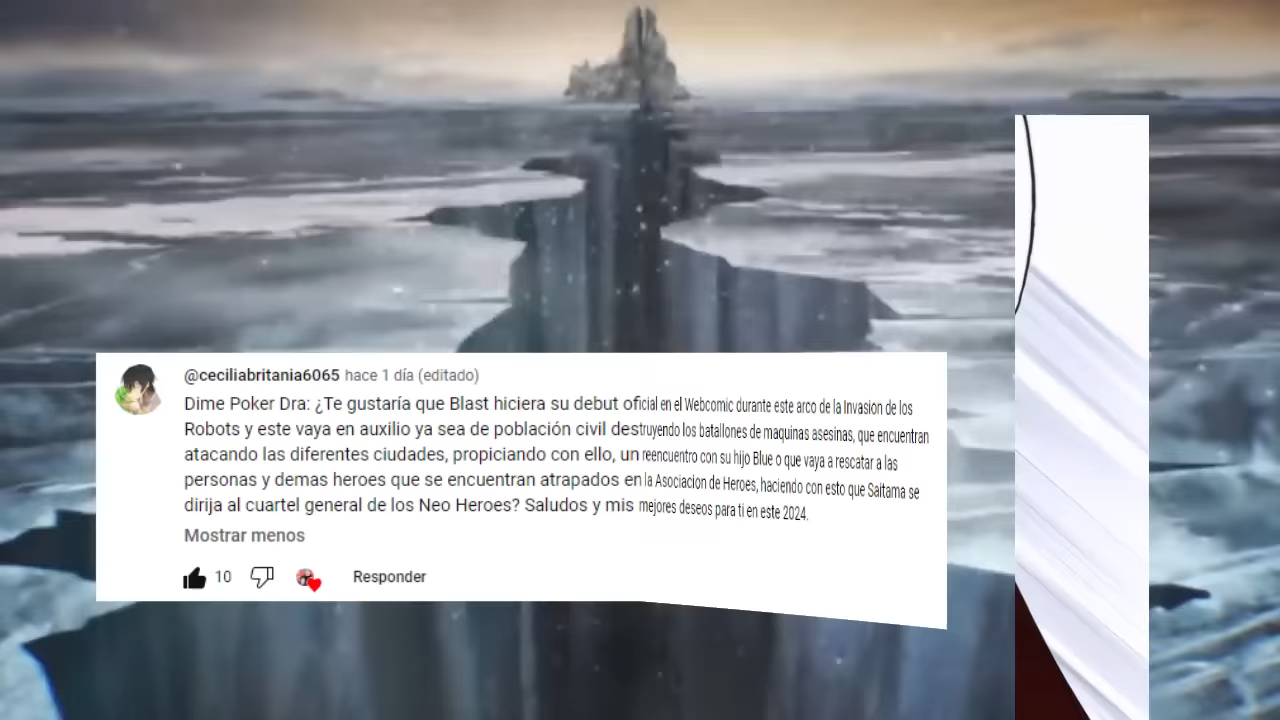 @ceciliabritania6065 hace 1 día (editado)
Dime Poker Dra: ¿Te gustaría que Blast hiciera su debut oficial en el Webcomic durante este arco de la Invasion de los
Robots y este vaya en auxilio ya sea de población civil destruyendo los batallones de maquinas asesinas, que encuentran
atacando las diferentes ciudades, propiciando con ello, un reencuentro con su hijo Blue o que vaya a rescatar a las
personas y demas heroes que se encuentran atrapados en la Asociacion de Heroes, haciendo con esto que Saitama se
dirija al cuartel general de los Neo Heroes? Saludos y mis mejores deseos para ti en este 2024.
Mostrar menos
10 Responder